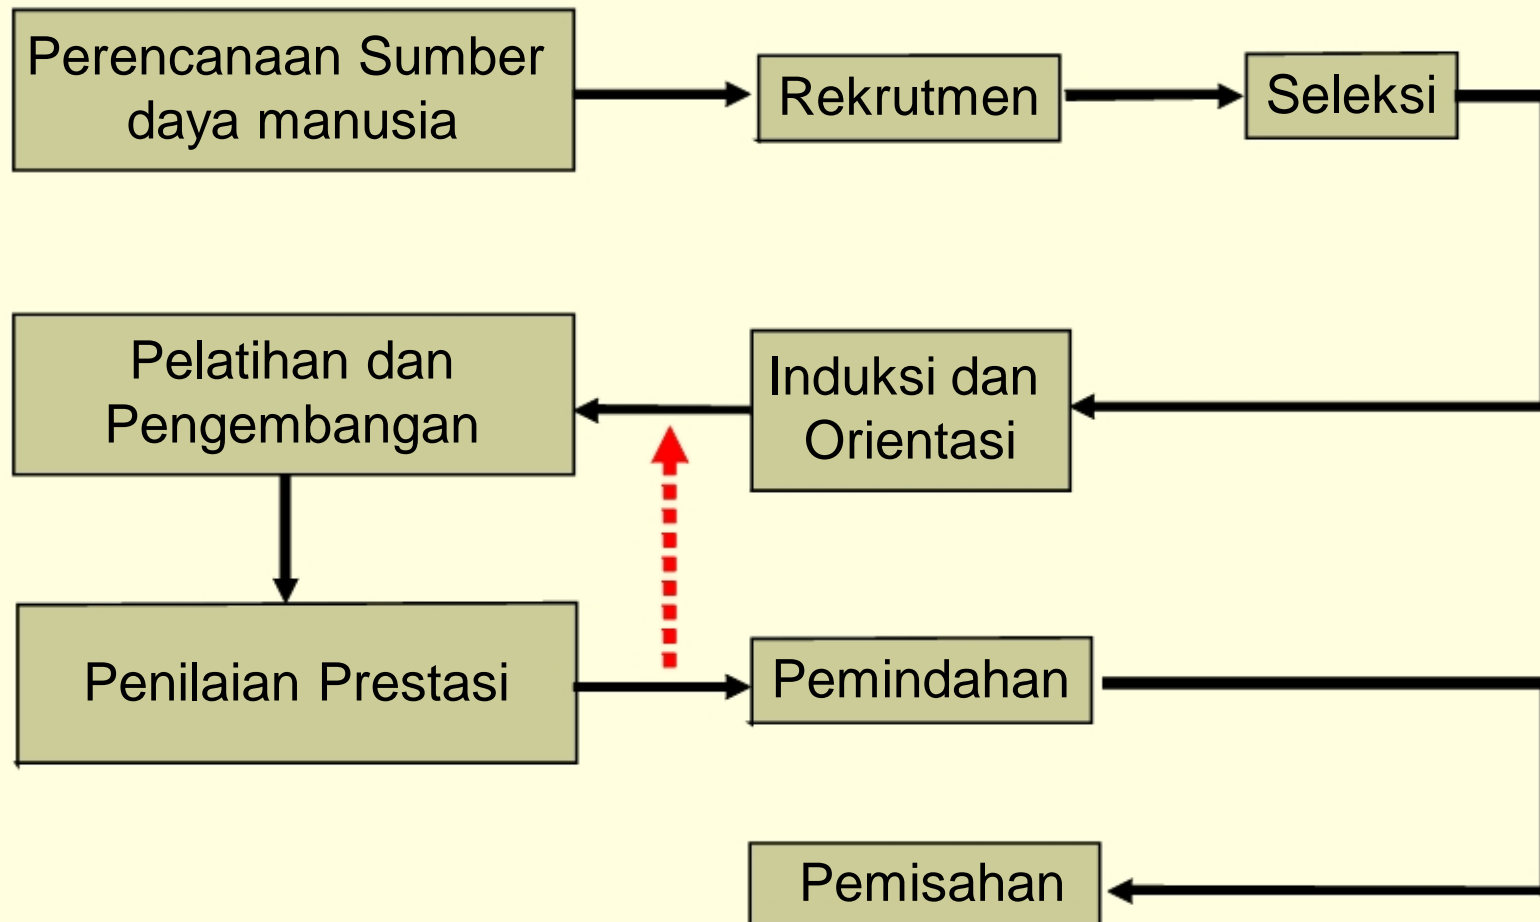 Perencanaan Sumber
daya manusia
Rekrutmen
Seleksi
Pelatihan dan
Pengembangan
Induksi dan
Orientasi
Penilaian Prestasi
Pemindahan
Pemisahan